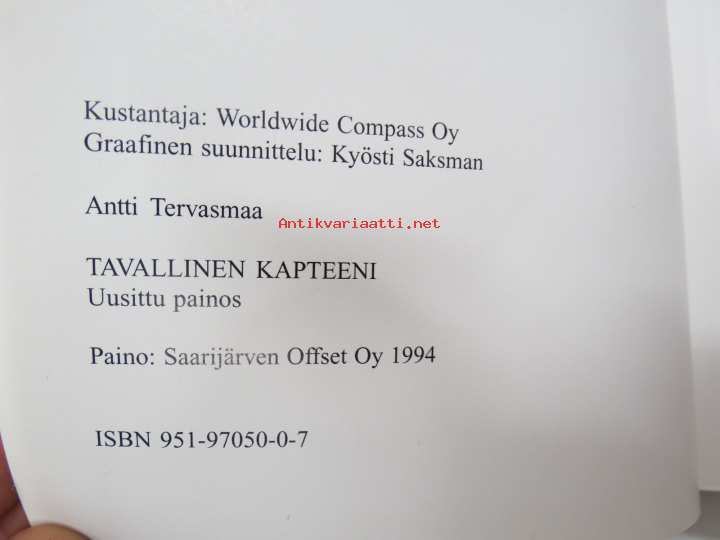 Kustantaja: Worldwide Compass Oy
Graafinen suunnittelu: Kyösti Saksman
Antti Tervasmaa
Antikvariaatti.net
TAVALLINEN KAPTEENI
Uusittu painos
Paino: Saarijärven Offset Oy 1994
ISBN 951-97050-0-7